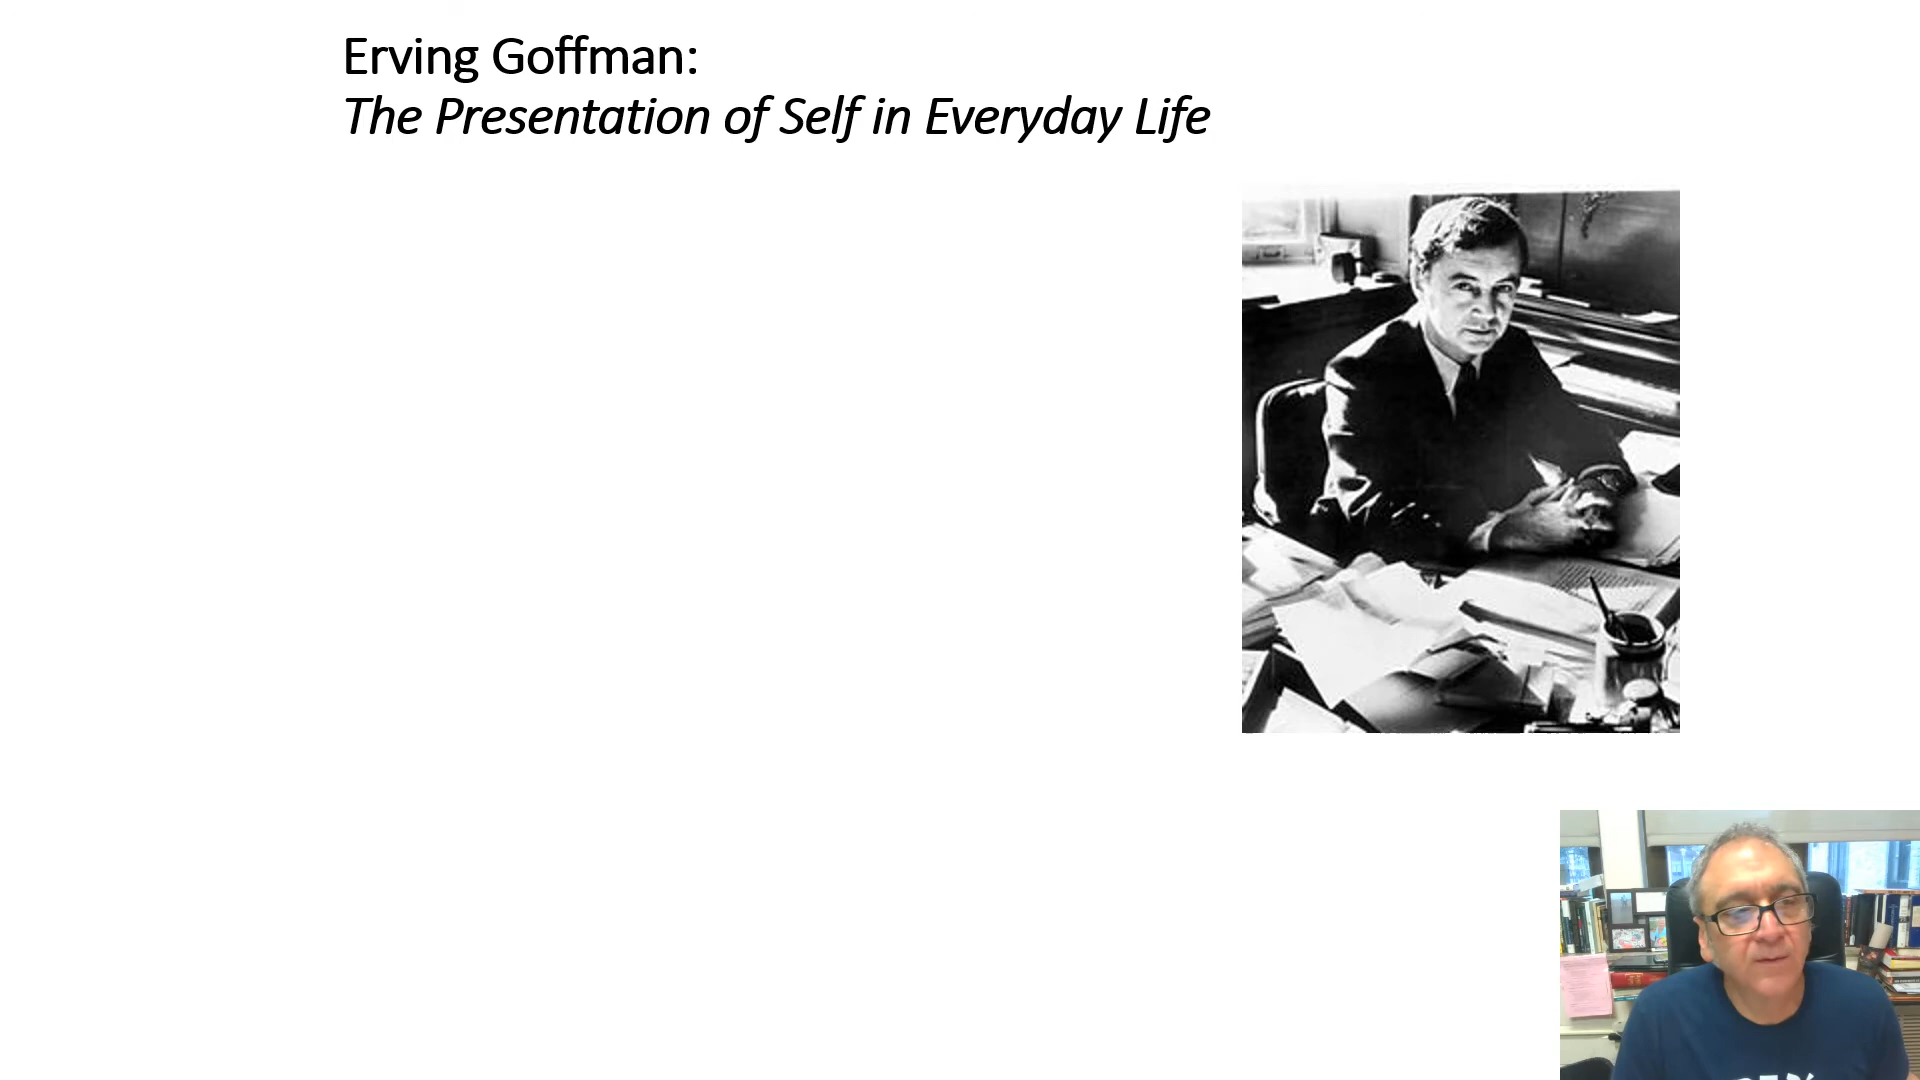 Erving Goffman:
The Presentation of Self in Everyday Life